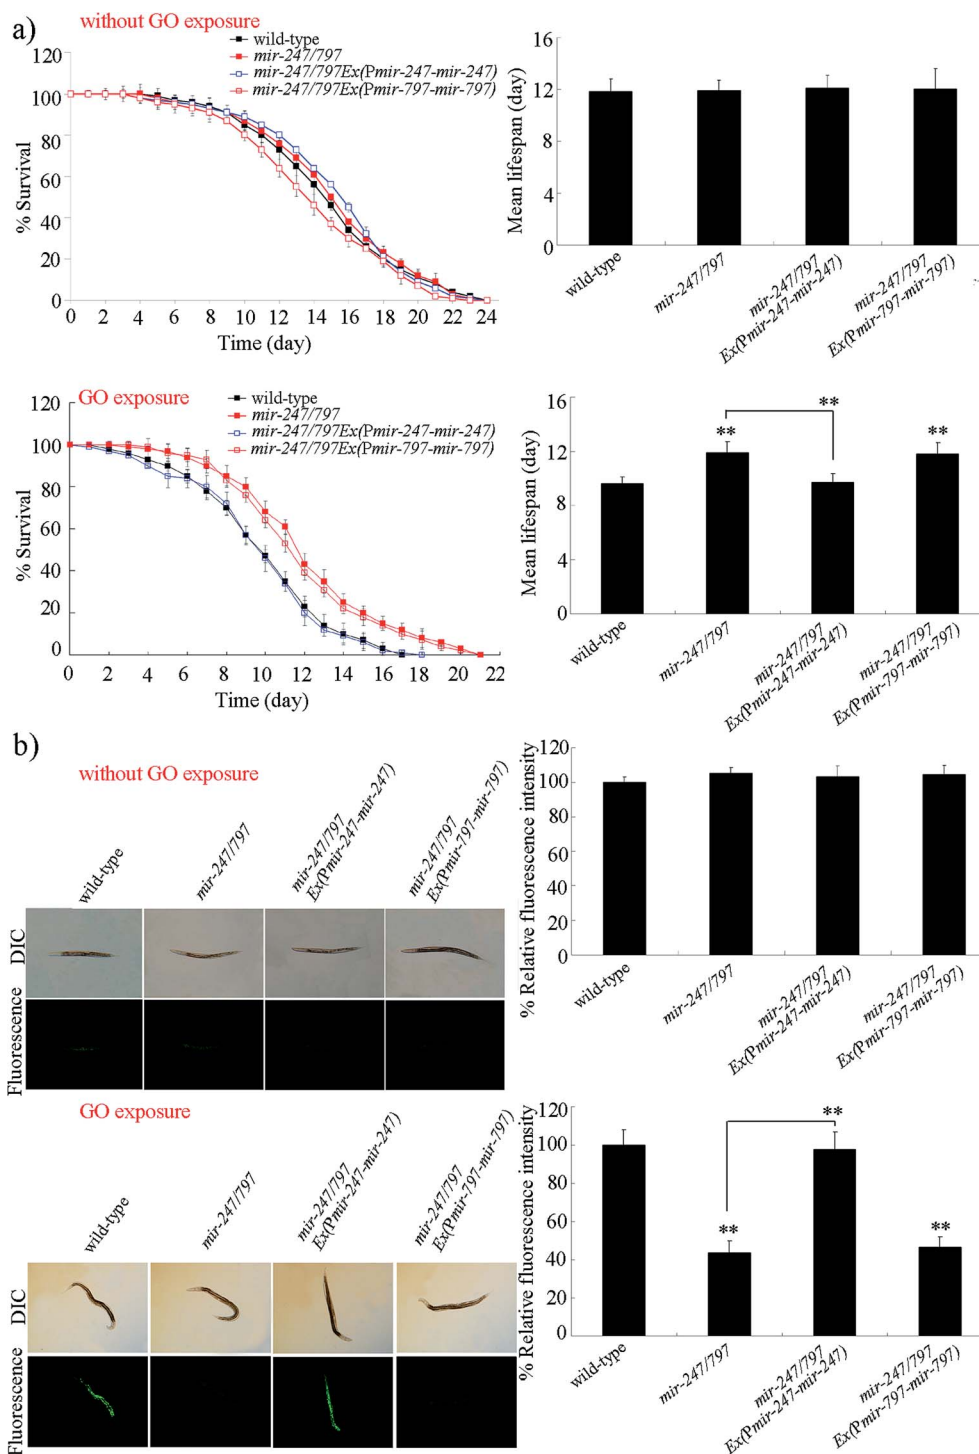 a)
without GO exposure
wild-type
mir-247/797
mir-247/797Ex(Pmir-247-mir-247)
mir-247/797Ex(Pmir-797-mir-797)
% Survival
120
100
80
60
40
20
0
0 2 4 6 8 10 12 14 16 18 20 22 24
Time (day)
Mean lifespan (day)
16
12
8
4
0
wild-type
mir-247/797
mir-247/797
Ex(Pmir-247-mir-247)
mir-247/797
Ex(Pmir-797-mir-797)
GO exposure
wild-type
mir-247/797
mir-247/797Ex(Pmir-247-mir-247)
mir-247/797Ex(Pmir-797-mir-797)
% Survival
120
100
80
60
40
20
0
0 2 4 6 8 10 12 14 16 18 20 22
Time (day)
Mean lifespan (day)
16
12
8
4
0
**
**
**
wild-type
mir-247/797
mir-247/797
Ex(Pmir-247-mir-247)
mir-247/797
Ex(Pmir-797-mir-797)
b)
without GO exposure
wild-type
mir-247/797
mir-247/797
Ex(Pmir-247-mir-247)
mir-247/797
Ex(Pmir-797-mir-797)
DIC
Fluorescence
% Relative fluorescence intensity
120
100
80
60
40
20
0
wild-type
mir-247/797
mir-247/797
Ex(Pmir-247-mir-247)
mir-247/797
Ex(Pmir-797-mir-797)
GO exposure
wild-type
mir-247/797
mir-247/797
Ex(Pmir-247-mir-247)
mir-247/797
Ex(Pmir-797-mir-797)
DIC
Fluorescence
% Relative fluorescence intensity
120
100
80
60
40
20
0
**
**
**
wild-type
mir-247/797
mir-247/797
Ex(Pmir-247-mir-247)
mir-247/797
Ex(Pmir-797-mir-797)